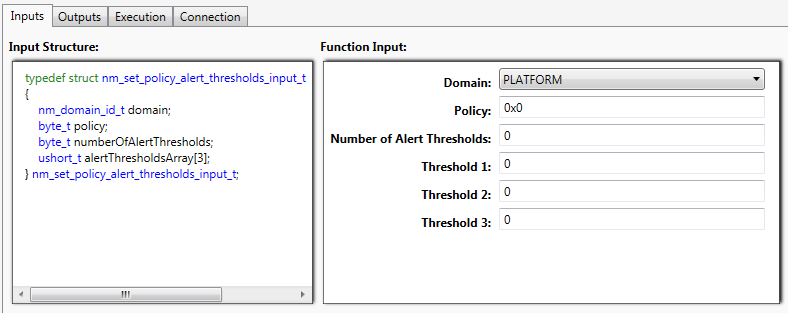 Inputs Outputs Execution Connection
Input Structure:
typedef struct nm_set_policy_alert_thresholds_input_t
{
nm_domain_id_t domain;
byte_t policy;
byte_t numberOfAlertThresholds;
ushort_t alertThresholdsArray[3];
} nm_set_policy_alert_thresholds_input_t;
Function Input:
Domain: PLATFORM
Policy: 0x0
Number of Alert Thresholds: 0
Threshold 1: 0
Threshold 2: 0
Threshold 3: 0